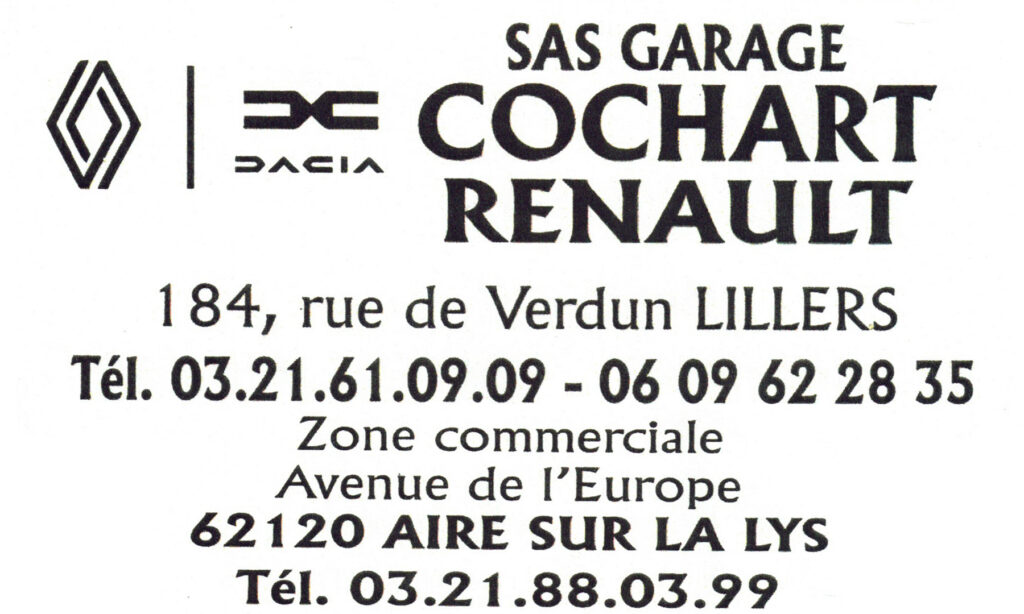 SAS GARAGE
COCHART
RENAULT
DACIA
184, rue de Verdun LILLERS
Tél. 03.21.61.09.09 - 06 09 62 28 35
Zone commerciale
Avenue de l'Europe
62120 AIRE SUR LA LYS
Tél. 03.21.88.03.99